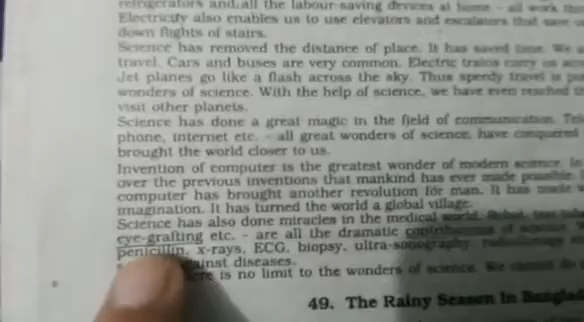 refrigerators and all the labour-saving devices at home - all work
Electricity also enables us to use elevators and escalators that save
down flights of stairs.
Science has removed the distance of place. It has saved time. We
travel. Cars and buses are very common. Electric trains carry us
Jet planes go like a flash across the sky. Thus speedy travel is
wonders of science. With the help of science, we have even reached
visit other planets.
Science has done a great magic in the field of communication.
phone, internet etc. - all great wonders of science, have conquered
brought the world closer to us.
Invention of computer is the greatest wonder of modern science.
over the previous inventions that mankind has ever made possible.
computer has brought another revolution for man. It has made
imagination. It has turned the world a global village.
Science has also done miracles in the medical world.
eye-grafting etc. - are all the dramatic contributions of science.
penicillin, x-rays, ECG, biopsy, ultra-sonography,
against diseases.
there is no limit to the wonders of science. We cannot
49. The Rainy Season in Bangladesh